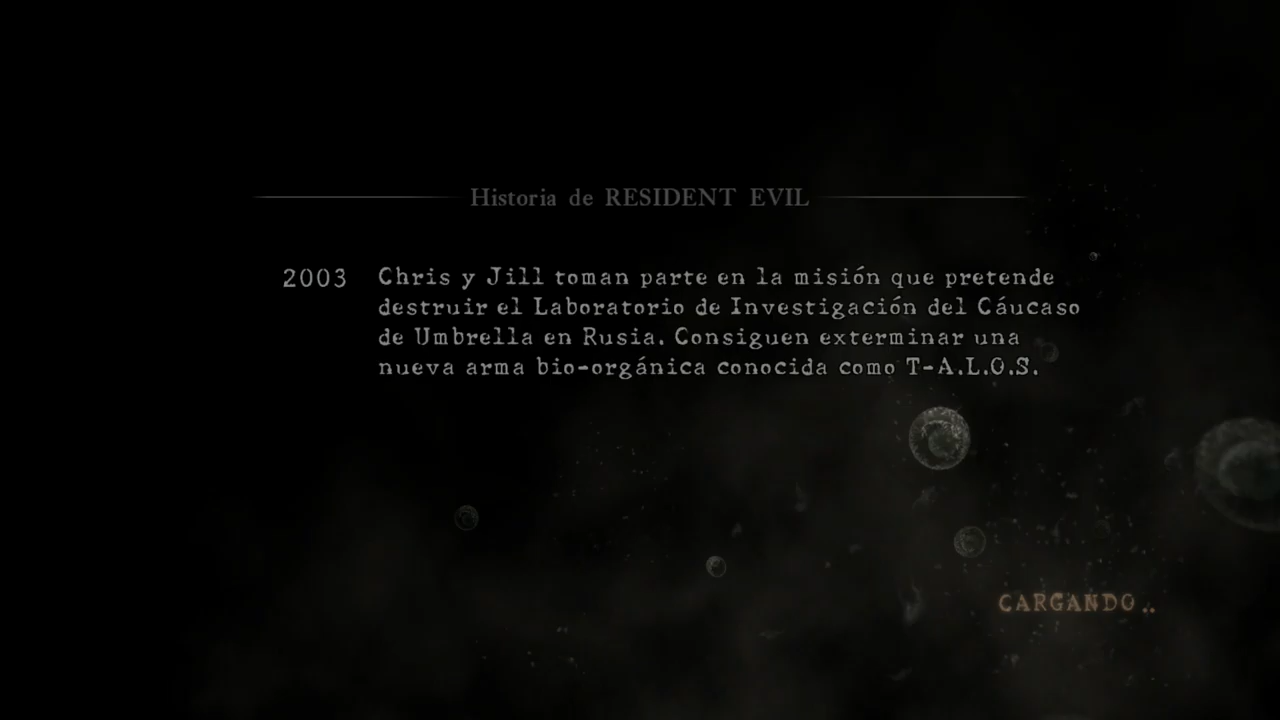 Historia de RESIDENT EVIL
2003 Chris y Jill toman parte en la misión que pretende
destruir el Laboratorio de Investigación del Cáucaso
de Umbrella en Rusia. Consiguen exterminar una
nueva arma bio-orgánica conocida como T-A.L.O.S.
CARGANDO..